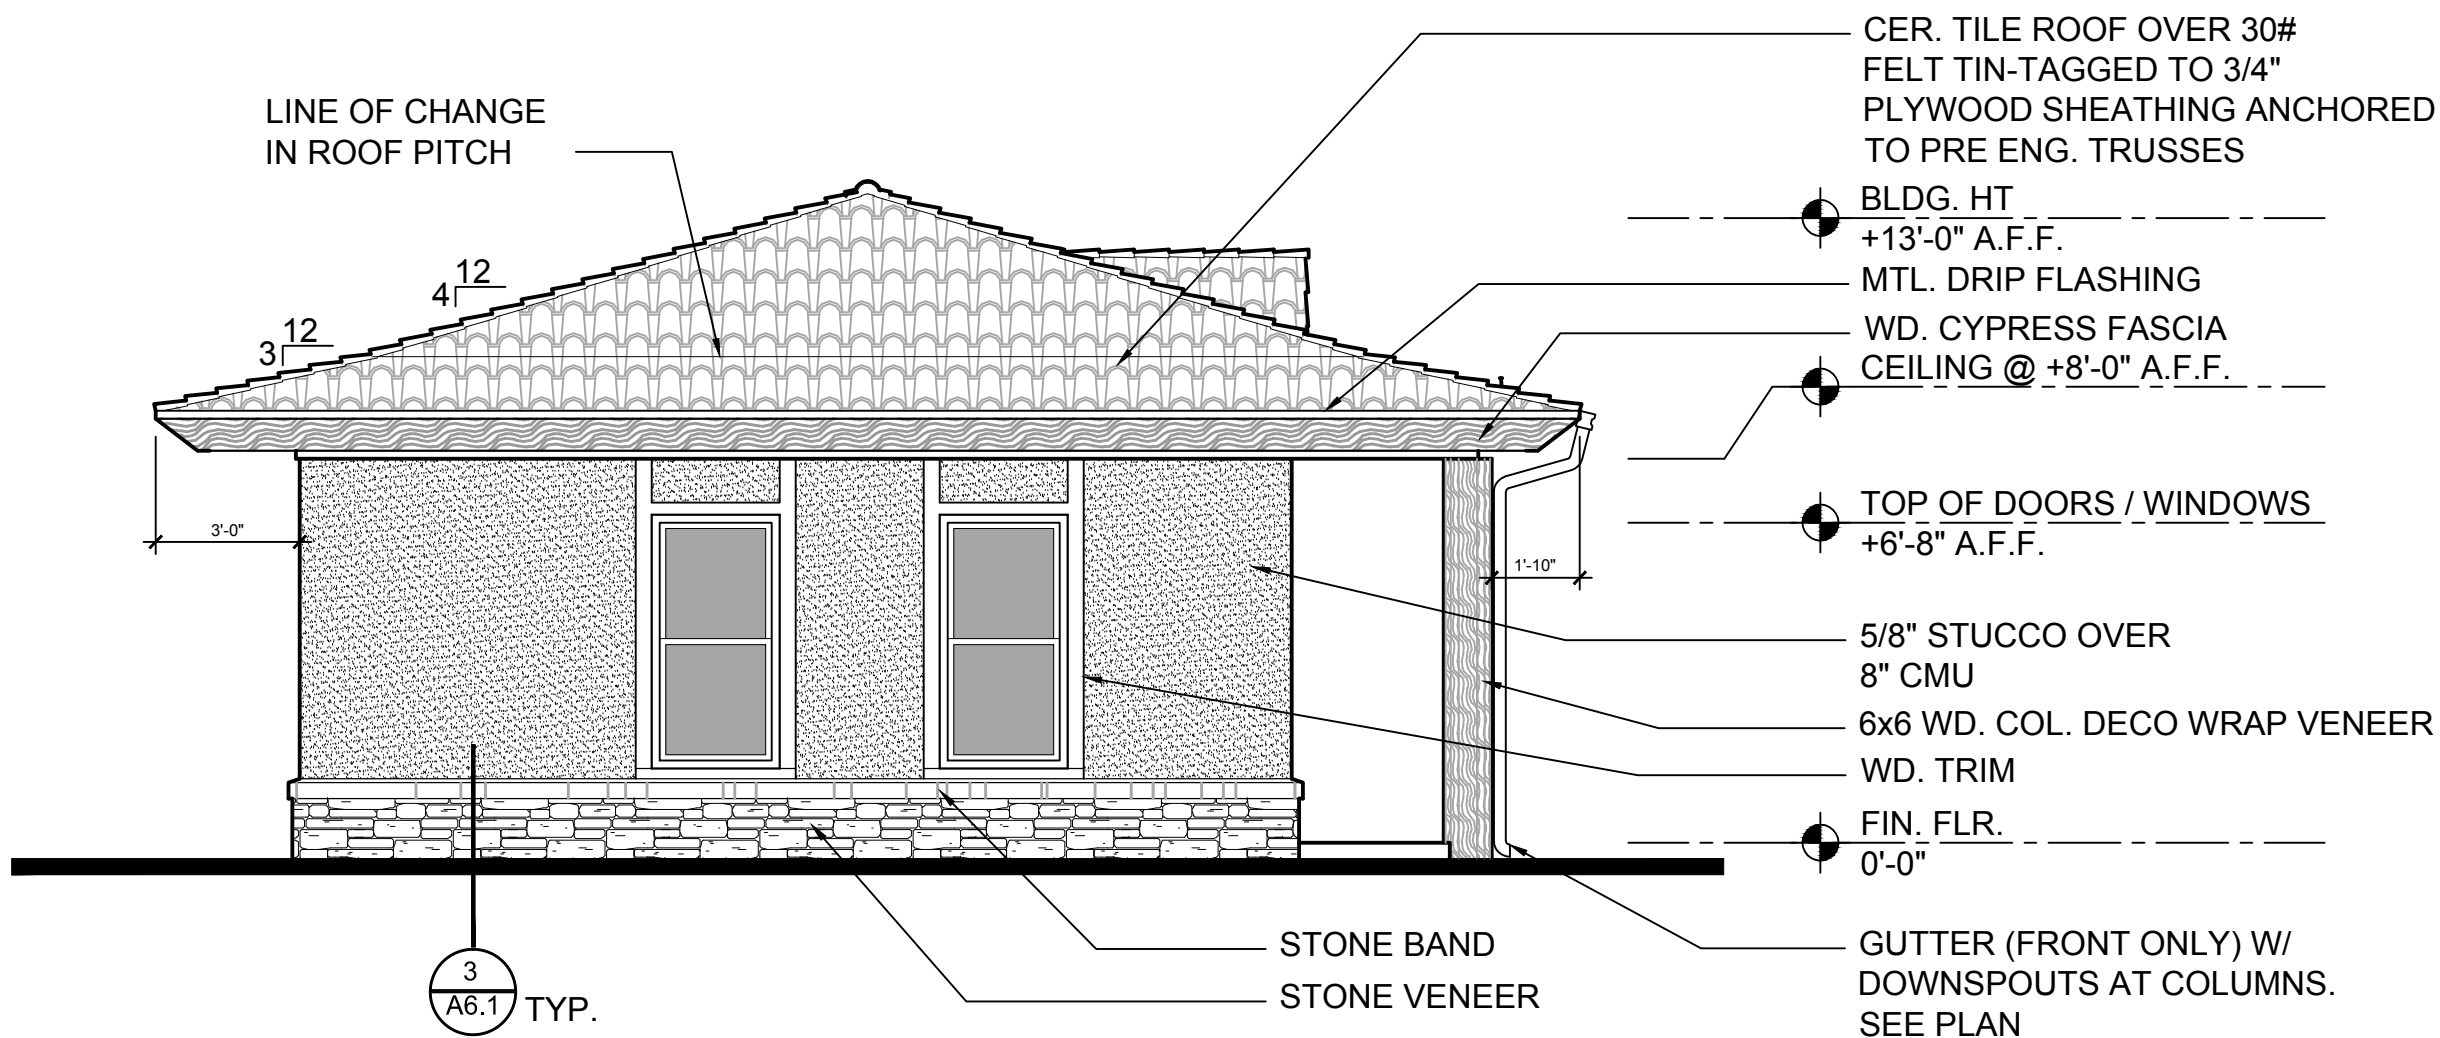 CER. TILE ROOF OVER 30#
FELT TIN-TAGGED TO 3/4"
PLYWOOD SHEATHING ANCHORED
TO PRE ENG. TRUSSES
LINE OF CHANGE
IN ROOF PITCH
BLDG. HT
+13'-0" A.F.F.
MTL. DRIP FLASHING
12
4
12
3
WD. CYPRESS FASCIA
CEILING @ +8'-0" A.F.F.
TOP OF DOORS / WINDOWS
+6'-8" A.F.F.
3'-0"
1'-10"
5/8" STUCCO OVER
8" CMU
6x6 WD. COL. DECO WRAP VENEER
WD. TRIM
FIN. FLR.
0'-0"
STONE BAND
STONE VENEER
GUTTER (FRONT ONLY) W/
DOWNSPOUTS AT COLUMNS.
SEE PLAN
3
A6.1
TYP.